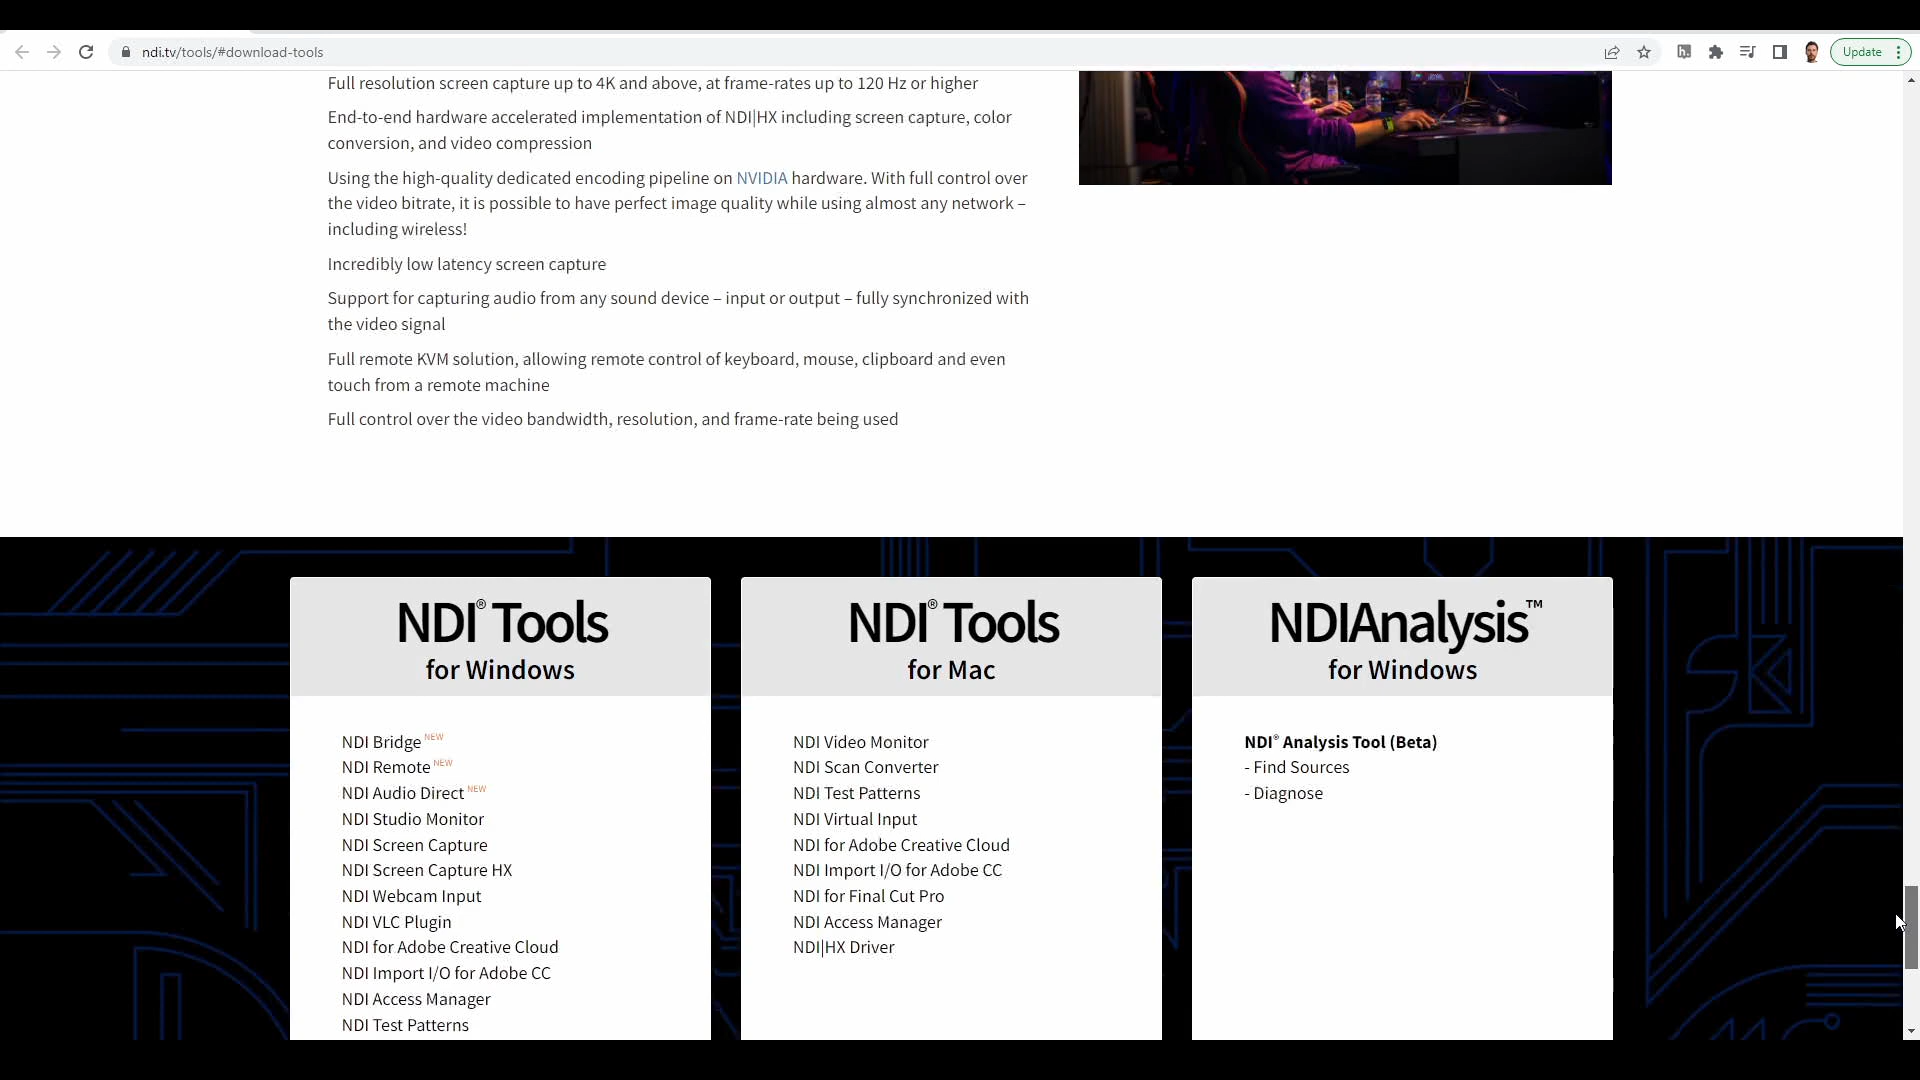 ndi.tv/tools/#download-tools
Update
Full resolution screen capture up to 4K and above, at frame-rates up to 120 Hz or higher
End-to-end hardware accelerated implementation of NDI|HX including screen capture, color
conversion, and video compression
Using the high-quality dedicated encoding pipeline on NVIDIA hardware. With full control over
the video bitrate, it is possible to have perfect image quality while using almost any network –
including wireless!
Incredibly low latency screen capture
Support for capturing audio from any sound device – input or output – fully synchronized with
the video signal
Full remote KVM solution, allowing remote control of keyboard, mouse, clipboard and even
touch from a remote machine
Full control over the video bandwidth, resolution, and frame-rate being used
NDI® Tools
for Windows
NDI Bridge NEW
NDI Remote NEW
NDI Audio Direct NEW
NDI Studio Monitor
NDI Screen Capture
NDI Screen Capture HX
NDI Webcam Input
NDI VLC Plugin
NDI for Adobe Creative Cloud
NDI Import I/O for Adobe CC
NDI Access Manager
NDI Test Patterns
NDI® Tools
for Mac
NDI Video Monitor
NDI Scan Converter
NDI Test Patterns
NDI Virtual Input
NDI for Adobe Creative Cloud
NDI Import I/O for Adobe CC
NDI for Final Cut Pro
NDI Access Manager
NDI|HX Driver
NDIAnalysis™
for Windows
NDI® Analysis Tool (Beta)
- Find Sources
- Diagnose